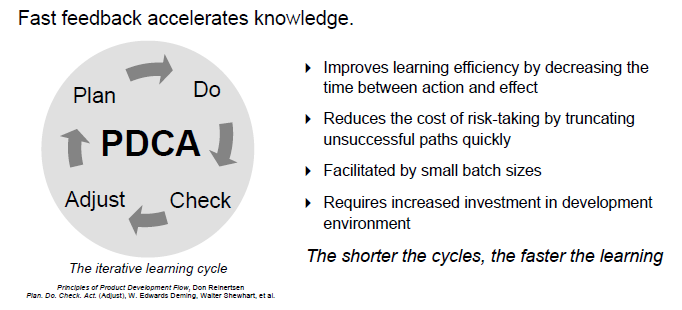 Fast feedback accelerates knowledge.
Plan
Do
PDCA
Adjust
Check
The iterative learning cycle
Principles of Product Development Flow, Don Reinertsen
Plan. Do. Check. Act. (Adjust), W. Edwards Deming, Walter Shewhart, et al.
Improves learning efficiency by decreasing the
time between action and effect
Reduces the cost of risk-taking by truncating
unsuccessful paths quickly
Facilitated by small batch sizes
Requires increased investment in development
environment
The shorter the cycles, the faster the learning